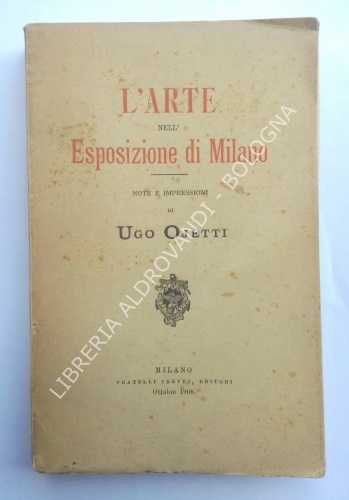 L'ARTE
NELL'
Esposizione di Milano
NOTE E IMPRESSIONI
DI
UGO OJETTI
MILANO
FRATELLI TREVES, EDITORI
Ottobre 1906.
LIBRERIA ALDROVANDI - BOLOGNA